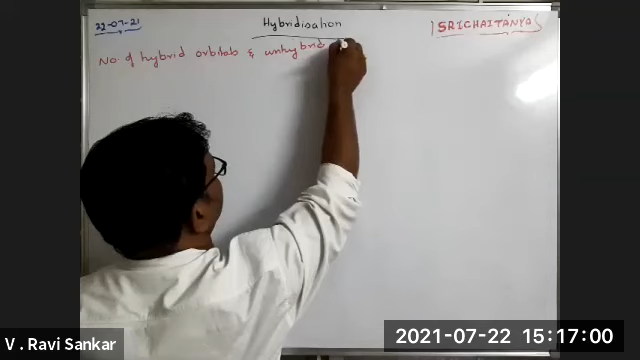 22-07-21
Hybridisation
SRICHAITANYA
No of hybrid orbitals & unhybrid
V . Ravi Sankar
2021-07-22 15:17:00